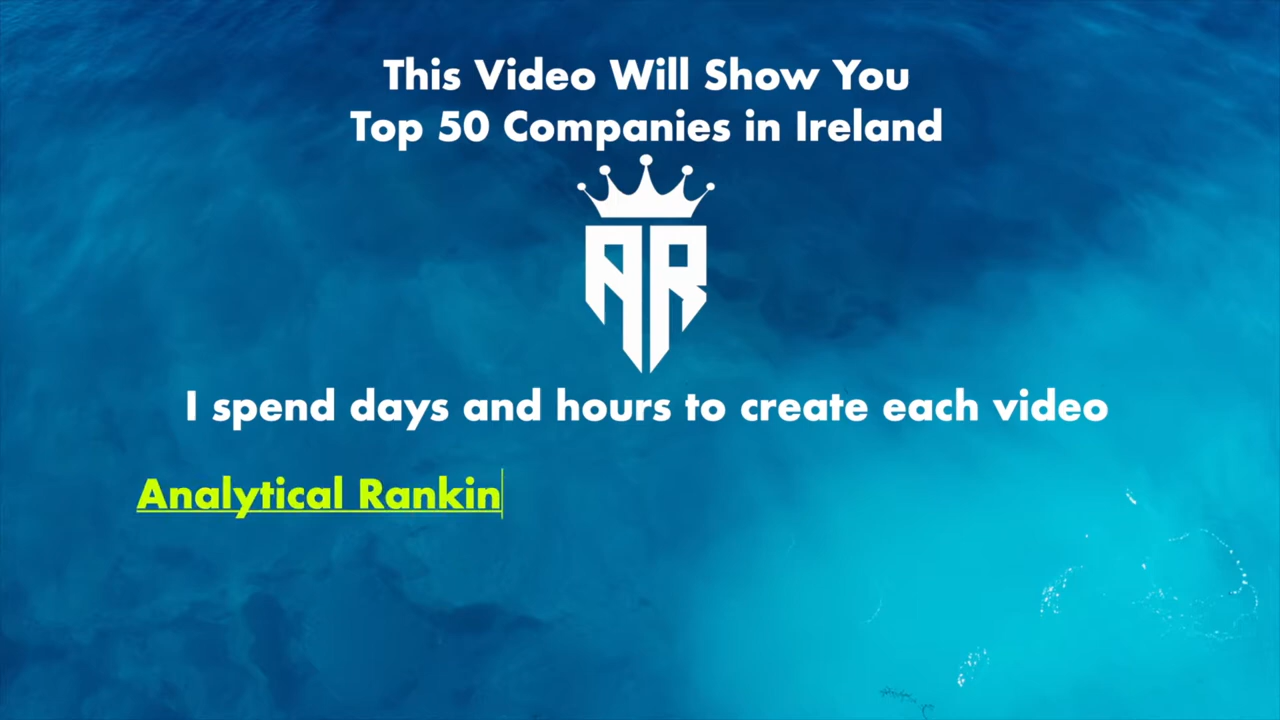 This Video Will Show You
Top 50 Companies in Ireland
AR
I spend days and hours to create each video
Analytical Rankin